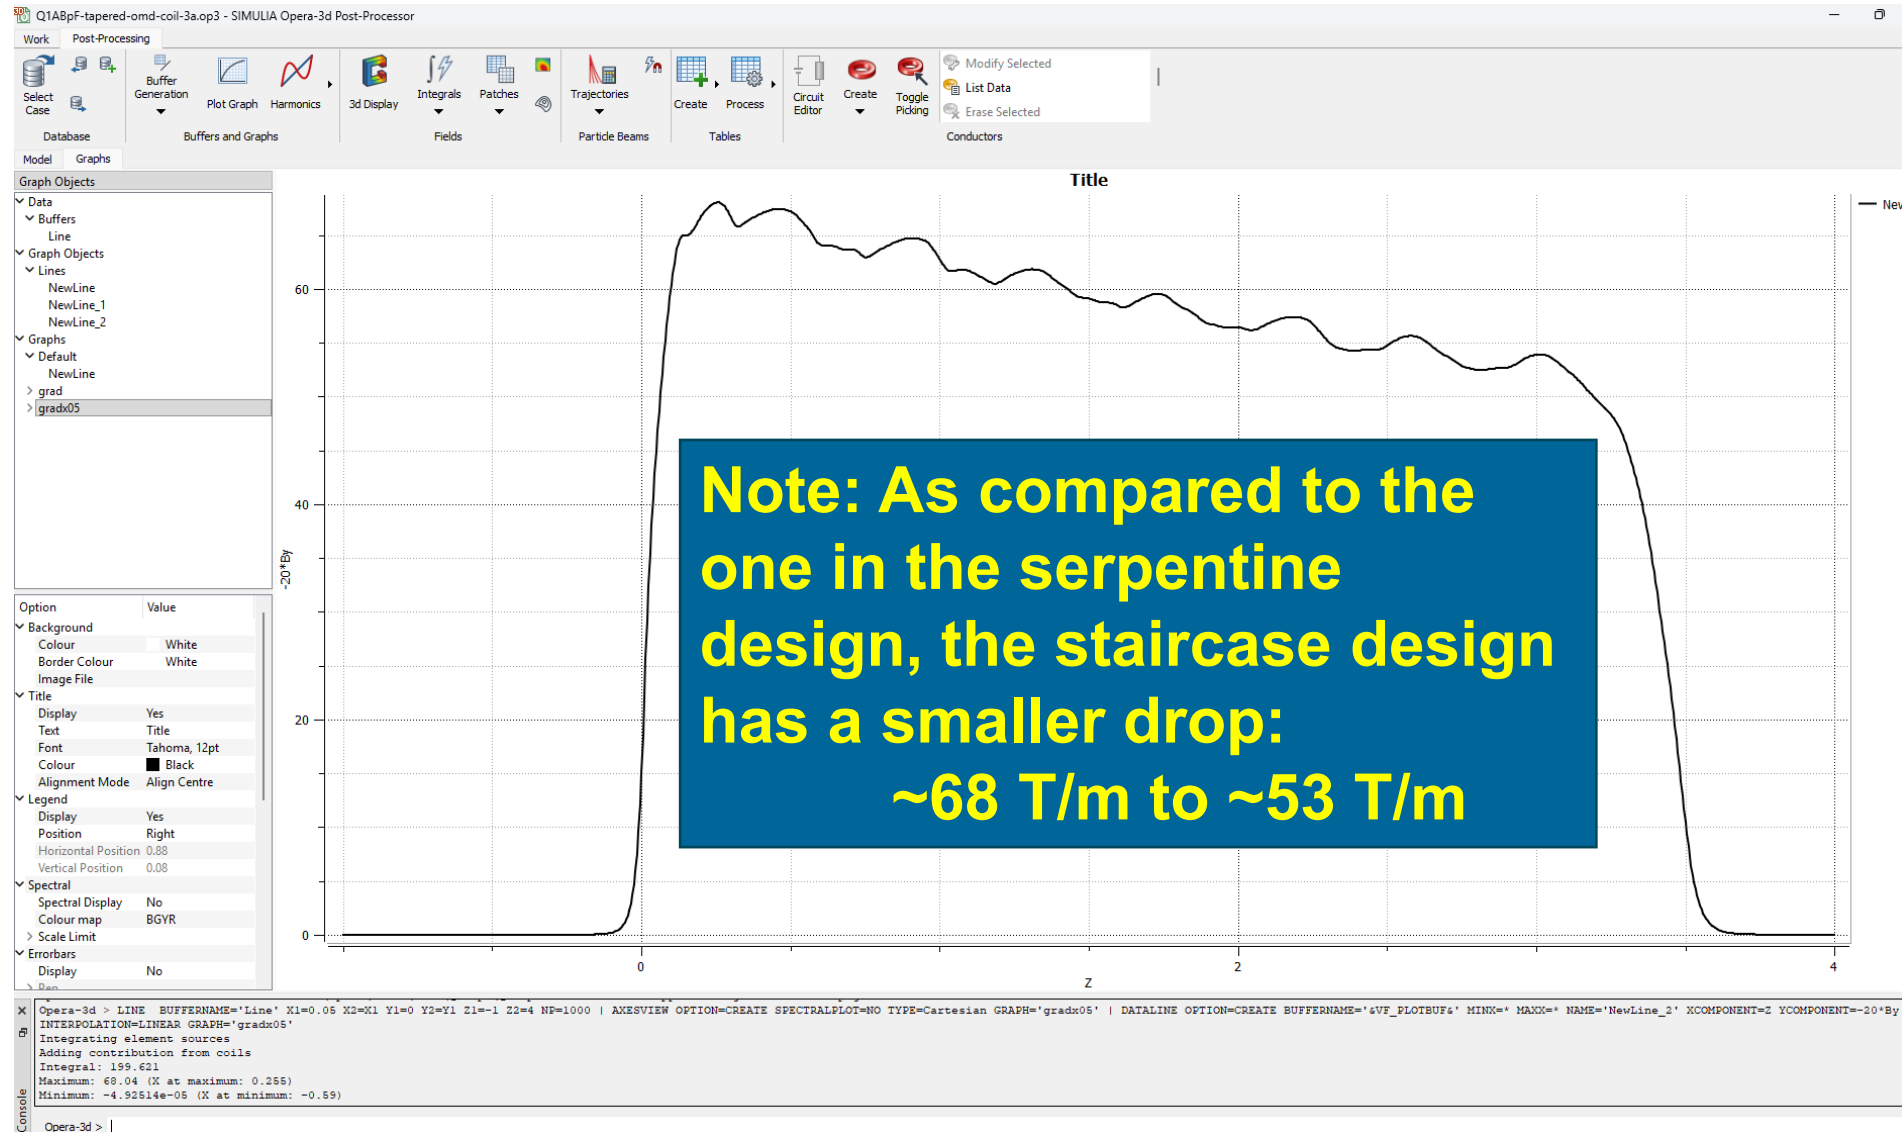 Q1ABpF-tapered-omd-coil-3a.op3 - SIMULIA Opera-3d Post-Processor
Work Post-Processing
Select Case
Buffer Generation
Plot Graph
Harmonics
3d Display
Integrals
Patches
Trajectories
Create
Process
Circuit Editor
Create
Toggle Picking
Modify Selected
List Data
Erase Selected
Database
Buffers and Graphs
Fields
Particle Beams
Tables
Conductors
Model Graphs
Graph Objects
Data
Buffers
Line
Graph Objects
Lines
NewLine
NewLine_1
NewLine_2
Graphs
Default
NewLine
grad
gradx05
Option Value
Background
Colour White
Border Colour White
Image File
Title
Display Yes
Text Title
Font Tahoma, 12pt
Colour Black
Alignment Mode Align Centre
Legend
Display Yes
Position Right
Horizontal Position 0.88
Vertical Position 0.08
Spectral
Spectral Display No
Colour map BGYR
Scale Limit
Errorbars
Display No
Title
New
60
40
20
0
-20*By
0 2 4
Z
Note: As compared to the
one in the serpentine
design, the staircase design
has a smaller drop:
~68 T/m to ~53 T/m
Opera-3d > LINE BUFFERNAME='Line' X1=0.05 X2=X1 Y1=0 Y2=Y1 Z1=-1 Z2=4 NP=1000 | AXESVIEW OPTION=CREATE SPECTRALPLOT=NO TYPE=Cartesian GRAPH='gradx05' | DATALINE OPTION=CREATE BUFFERNAME='&VF_PLOTBUF&' MINX=* MAXX=* NAME='NewLine_2' XCOMPONENT=Z YCOMPONENT=-20*By
INTERPOLATION=LINEAR GRAPH='gradx05'
Integrating element sources
Adding contribution from coils
Integral: 199.621
Maximum: 68.04 (X at maximum: 0.255)
Minimum: -4.92514e-05 (X at minimum: -0.59)
Console
Opera-3d >